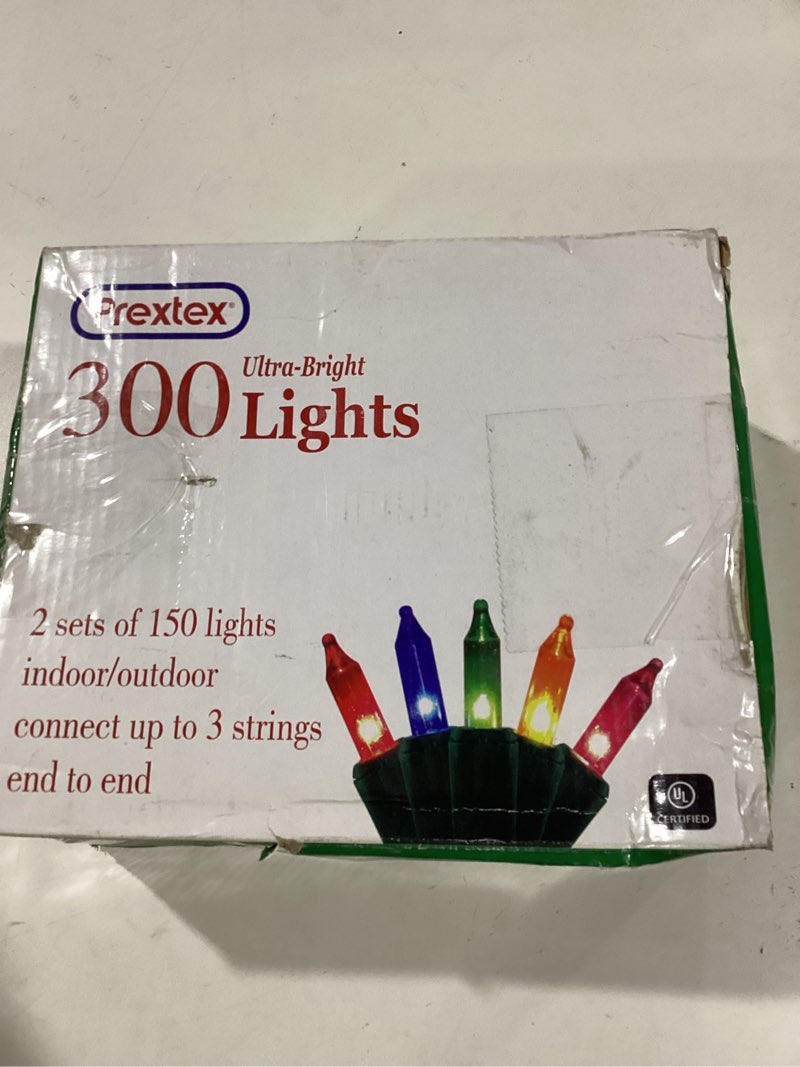 Prextex®
300 Ultra-Bright
Lights
2 sets of 150 lights
indoor/outdoor
connect up to 3 strings
end to end
UL
CERTIFIED